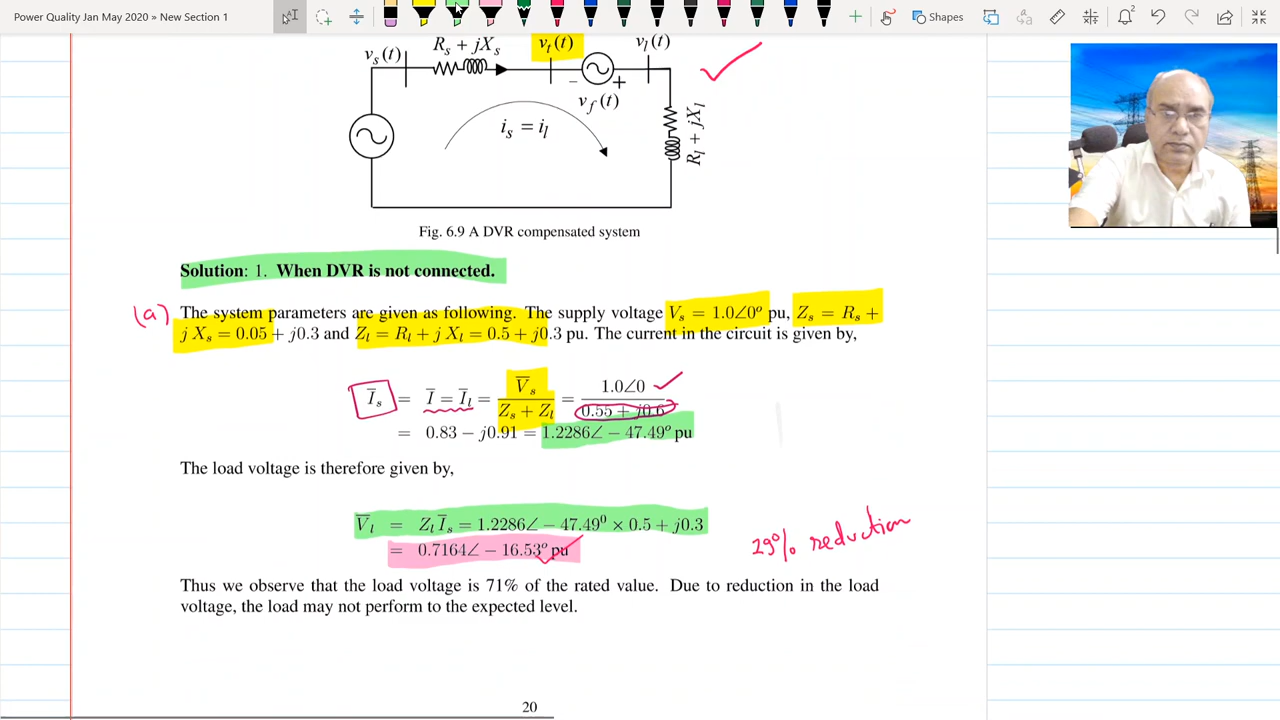 Power Quality Jan May 2020 » New Section 1
Shapes
v_s(t)
R_s + jX_s
v_t(t)
v_l(t)
− +
v_f(t)
i_s = i_l
R_l + jX_l
Fig. 6.9 A DVR compensated system
Solution: 1. When DVR is not connected.
(a) The system parameters are given as following. The supply voltage V_s = 1.0∠0° pu, Z_s = R_s +
j X_s = 0.05 + j0.3 and Z_l = R_l + j X_l = 0.5 + j0.3 pu. The current in the circuit is given by,
I̅_s = I̅ = I̅_l = V̅_s / (Z_s + Z_l) = 1.0∠0 / (0.55 + j0.6)
= 0.83 − j0.91 = 1.2286∠ − 47.49° pu
The load voltage is therefore given by,
V̅_l = Z_l I̅_s = 1.2286∠ − 47.49⁰ × 0.5 + j0.3
= 0.7164∠ − 16.53° pu
29% reduction
Thus we observe that the load voltage is 71% of the rated value. Due to reduction in the load
voltage, the load may not perform to the expected level.
20